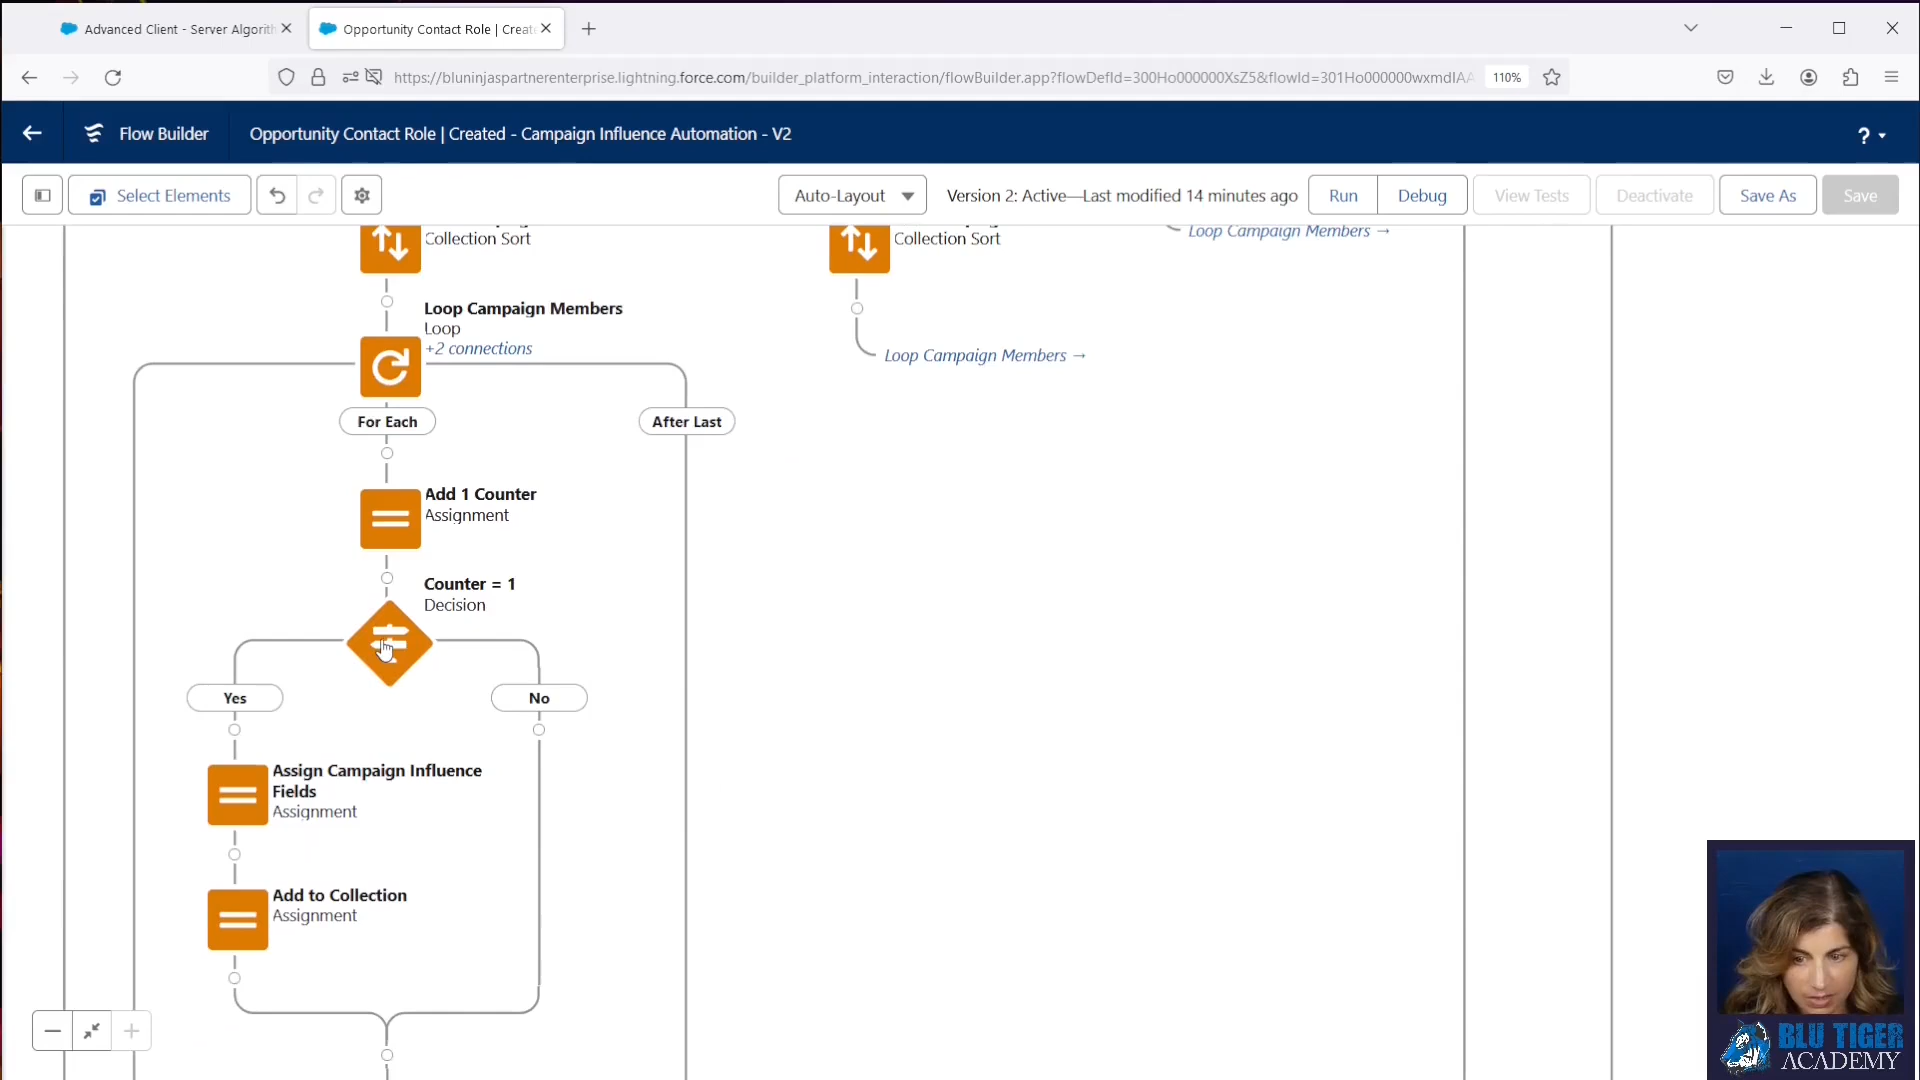 Advanced Client - Server Algorith
Opportunity Contact Role | Create
https://bluninjaspartnerenterprise.lightning.force.com/builder_platform_interaction/flowBuilder.app?flowDefId=300Ho000000XsZ5&flowId=301Ho000000wxmdIAA
110%
Flow Builder
Opportunity Contact Role | Created - Campaign Influence Automation - V2
?
Select Elements
Auto-Layout
Version 2: Active—Last modified 14 minutes ago
Run
Debug
View Tests
Deactivate
Save As
Save
Collection Sort
Collection Sort
Loop Campaign Members →
Loop Campaign Members
Loop
+2 connections
Loop Campaign Members →
For Each
After Last
Add 1 Counter
Assignment
Counter = 1
Decision
Yes
No
Assign Campaign Influence
Fields
Assignment
Add to Collection
Assignment
BLU TIGER
ACADEMY